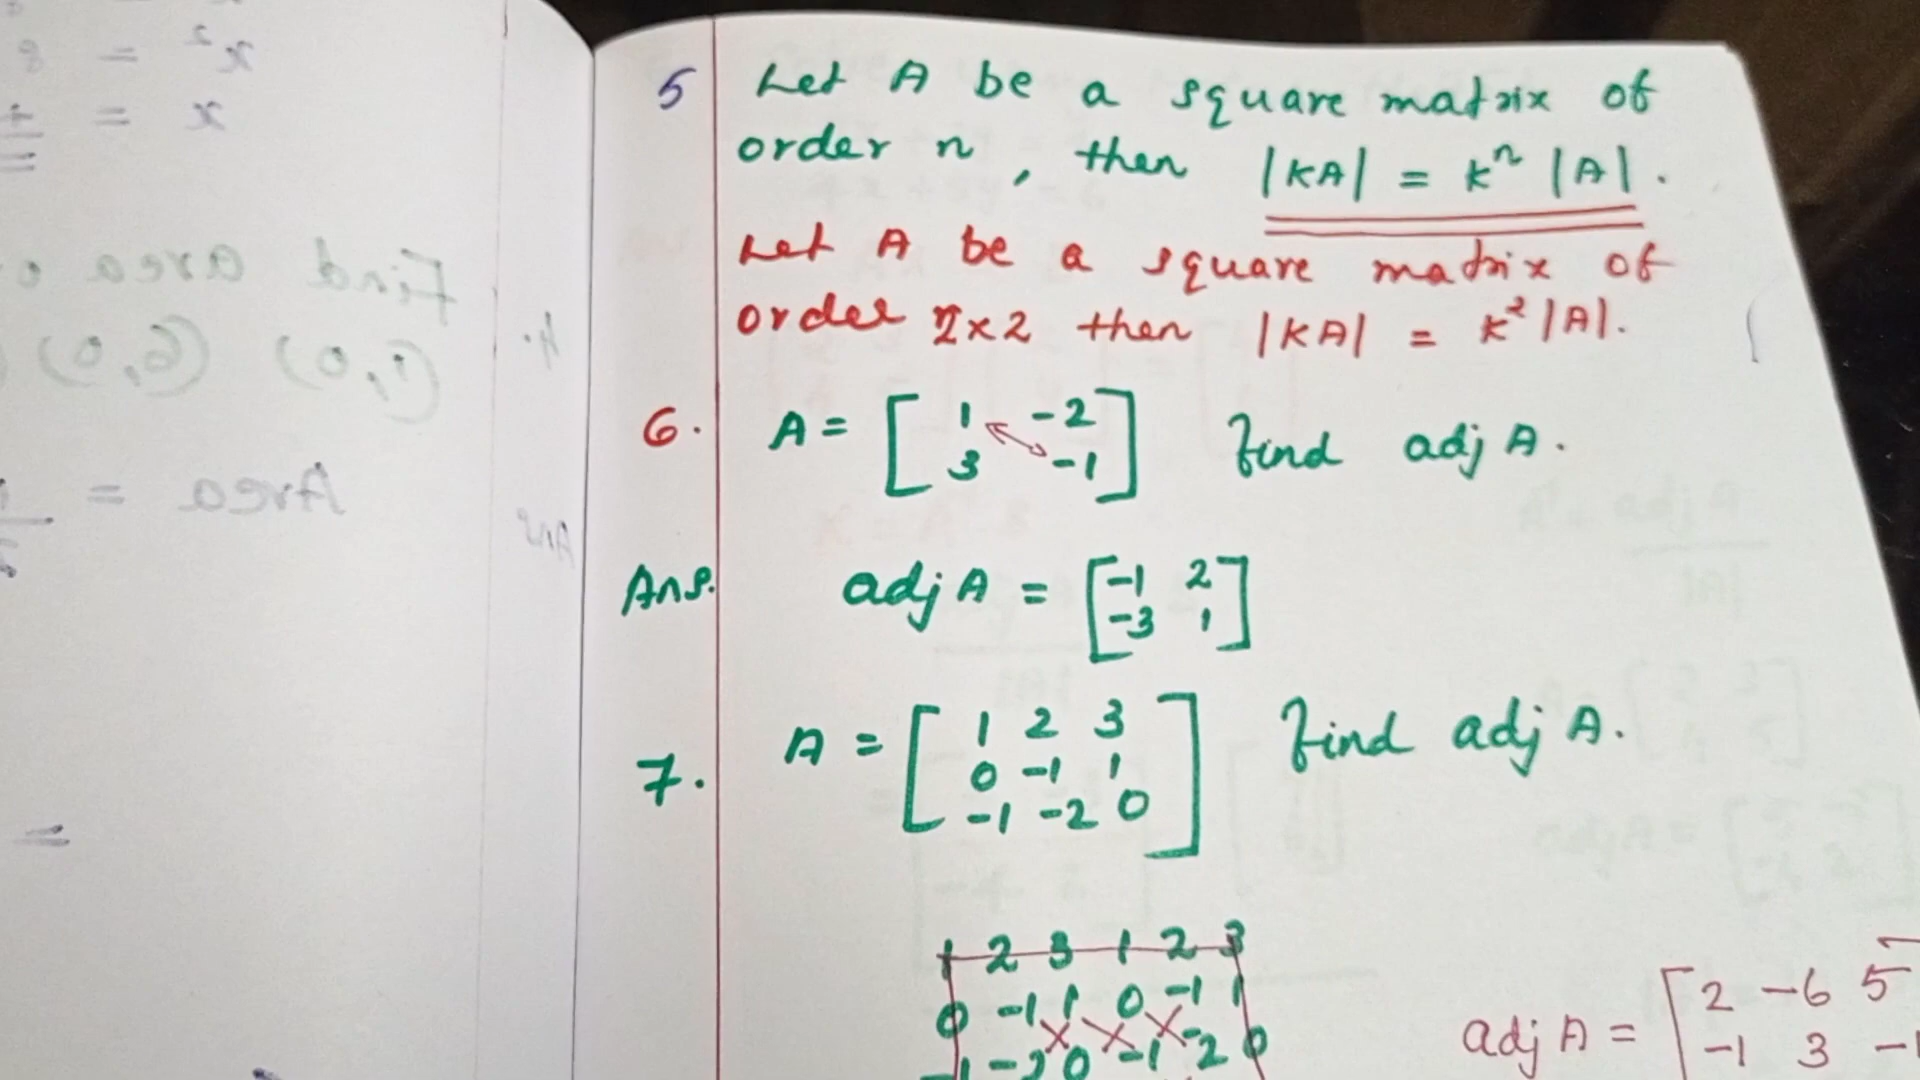 5 Let A be a square matrix of
order n, then |KA| = K^n |A|.
Let A be a square matrix of
order 2x2 then |KA| = K² |A|.
6. A = [ 1 -2
3 -1 ] Find adj A.
Ans. adj A = [ -1 2
-3 1 ]
7. A = [ 1 2 3
0 -1 1
-1 -2 0 ] Find adj A.
1 2 3 1 2 3
0 -1 1 0 -1 1
-1 -2 0 -1 -2 0
adj A = [ 2 -6 5
-1 3 -1